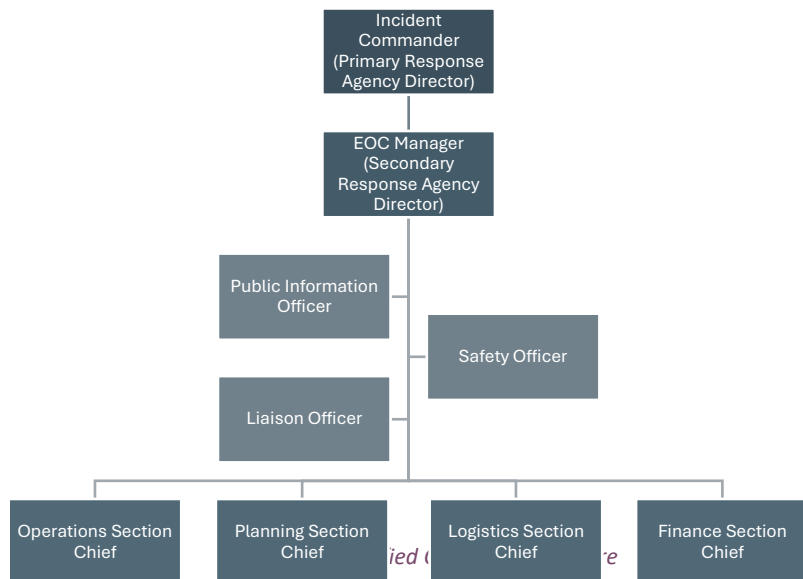 Incident
Commander
(Primary Response
Agency Director)
EOC Manager
(Secondary
Response Agency
Director)
Public Information
Officer
Safety Officer
Liaison Officer
Operations Section
Chief
Planning Section
Chief
Logistics Section
Chief
Finance Section
Chief